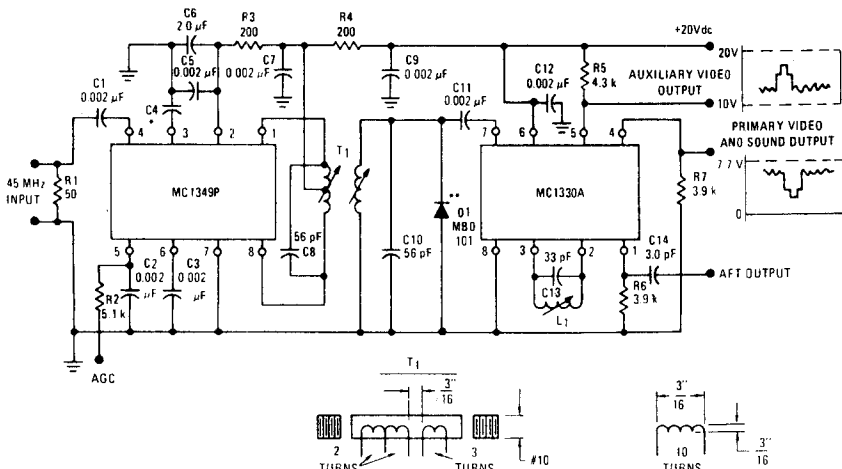 C6
2.0 µF
R3
200
R4
200
+20Vdc
20V
C5
0.002 µF
C7
0.002 µF
C9
0.002 µF
C11
0.002 µF
C12
0.002 µF
R5
4.3 k
AUXILIARY VIDEO
OUTPUT
10V
C1
0.002 µF
C4
*
4
3
2
1
T1
7
6
5
4
PRIMARY VIDEO
AND SOUND OUTPUT
7.7 V
0
45 MHz
INPUT
R1
50
MC1349P
MC1330A
**
D1
MBD
101
R7
3.9 k
56 pF
C8
C10
56 pF
5
6
7
8
8
3
2
1
33 pF
C13
L1
C14
3.0 pF
AFT OUTPUT
R6
3.9 k
R2
5.1 k
C2
0.002
µF
C3
0.002
µF
AGC
T1
3"
16
2
TURNS
3
TURNS
#10
3"
16
10
TURNS
3"
16